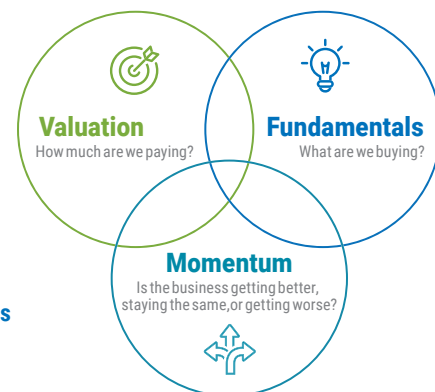 Valuation
How much are we paying?
Fundamentals
What are we buying?
Momentum
Is the business getting better,
staying the same,or getting worse?
s